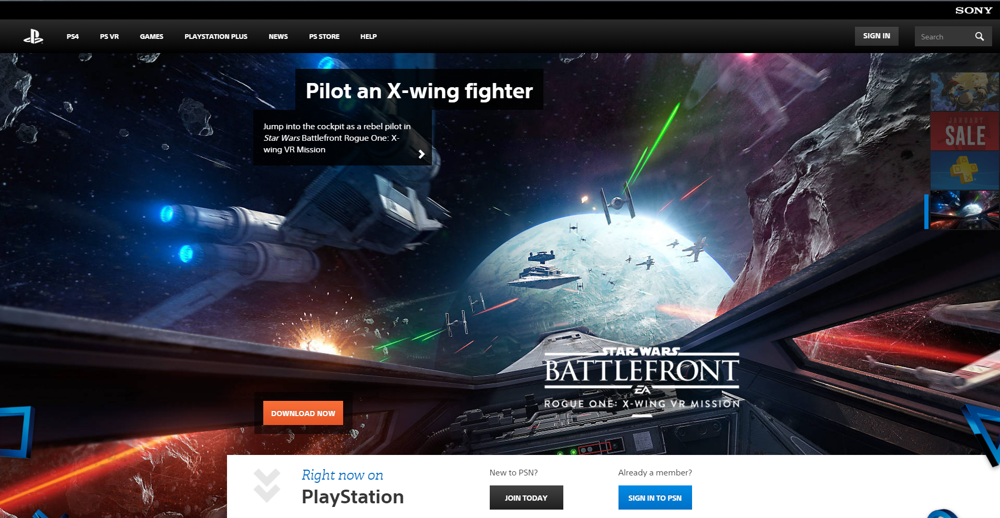 SONY
PS4
PS VR
GAMES
PLAYSTATION PLUS
NEWS
PS STORE
HELP
SIGN IN
Search
Pilot an X-wing fighter
Jump into the cockpit as a rebel pilot in
Star Wars Battlefront Rogue One: X-
wing VR Mission
JANUARY
SALE
STAR WARS
BATTLEFRONT
EA
ROGUE ONE: X-WING VR MISSION
DOWNLOAD NOW
Right now on
PlayStation
New to PSN?
JOIN TODAY
Already a member?
SIGN IN TO PSN